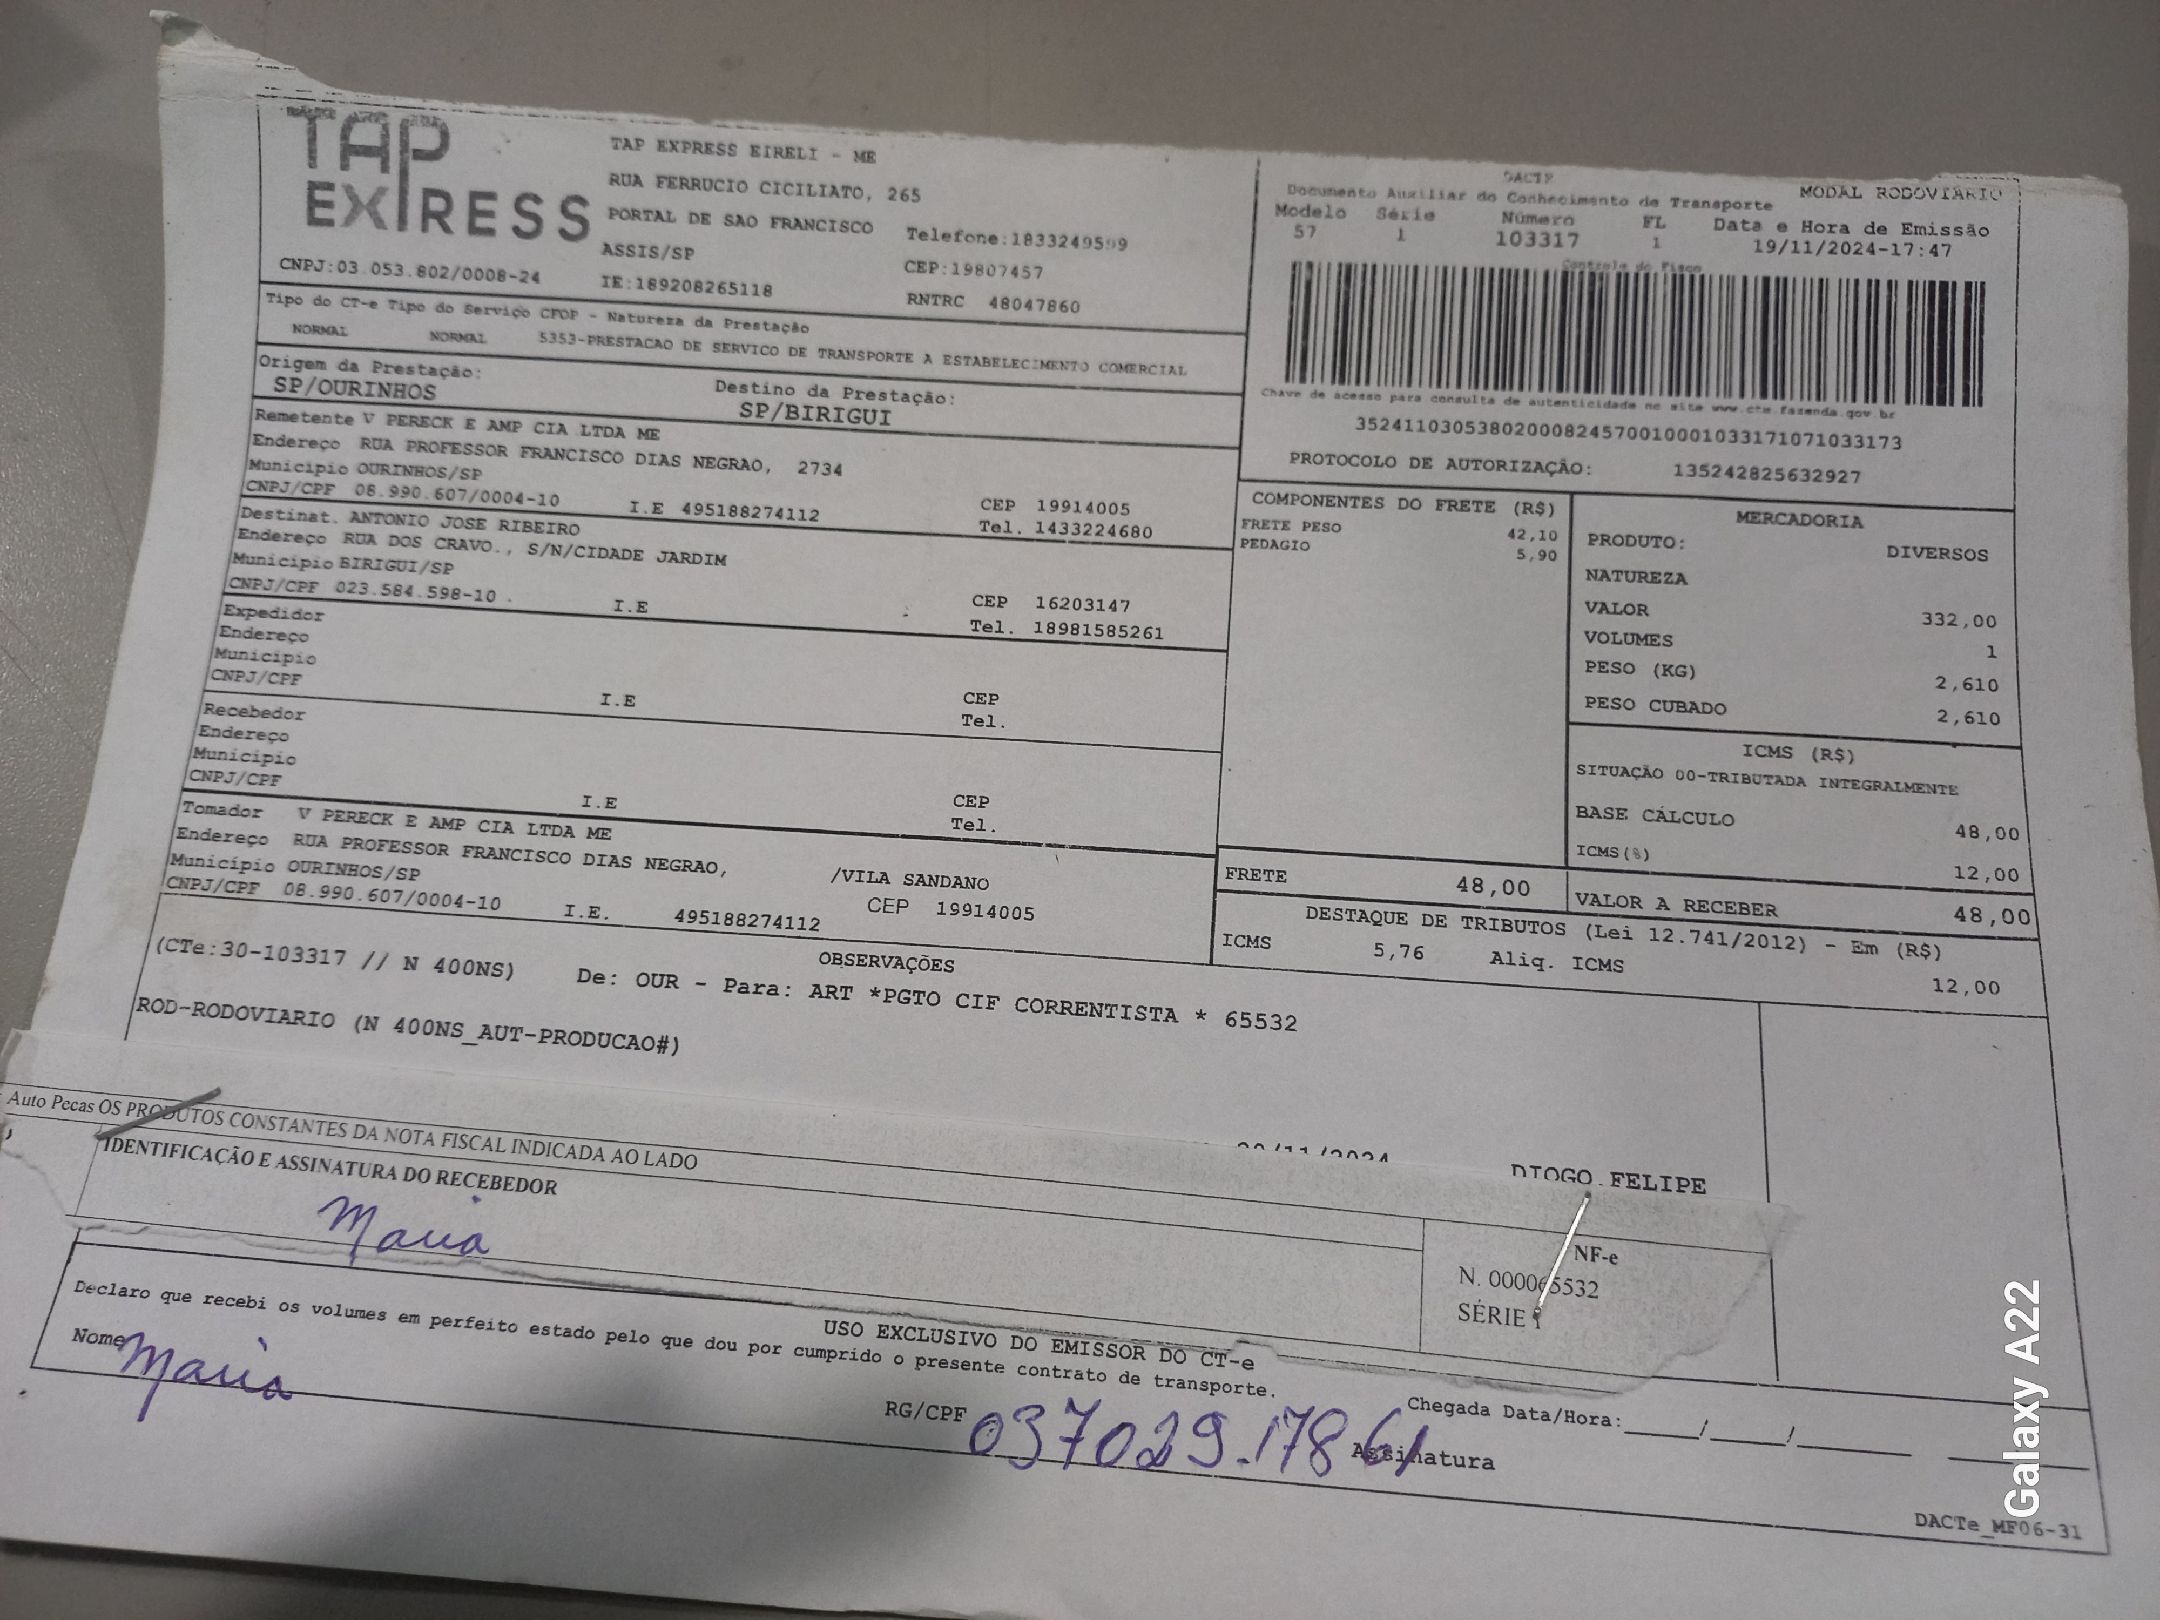 TAP EXPRESS
TAP EXPRESS EIRELI - ME
RUA FERRUCIO CICILIATO, 265
PORTAL DE SAO FRANCISCO
Telefone:1833249599
ASSIS/SP
CEP:19807457
CNPJ:03.053.802/0008-24
IE:189208265118
RNTRC 48047860
Tipo do CT-e Tipo do Serviço CFOP - Natureza da Prestação
NORMAL NORMAL 5353-PRESTACAO DE SERVICO DE TRANSPORTE A ESTABELECIMENTO COMERCIAL
Origem da Prestação:
SP/OURINHOS
Destino da Prestação:
SP/BIRIGUI
DACTE
MODAL RODOVIARIO
Documento Auxiliar do Conhecimento de Transporte
Modelo Série Número FL Data e Hora de Emissão
57 1 103317 1 19/11/2024-17:47
Controle do Fisco
Chave de acesso para consulta de autenticidade no site www.cte.fazenda.gov.br
35241103053802000824570010001033171071033173
PROTOCOLO DE AUTORIZAÇÃO: 135242825632927
Remetente V PERECK E AMP CIA LTDA ME
Endereço RUA PROFESSOR FRANCISCO DIAS NEGRAO, 2734
Municipio OURINHOS/SP
CEP 19914005
CNPJ/CPF 08.990.607/0004-10 I.E 495188274112
Tel. 1433224680
Destinat. ANTONIO JOSE RIBEIRO
Endereço RUA DOS CRAVO., S/N/CIDADE JARDIM
Municipio BIRIGUI/SP
CEP 16203147
CNPJ/CPF 023.584.598-10 . I.E
Tel. 18981585261
Expedidor
Endereço
Municipio
CEP
CNPJ/CPF I.E
Tel.
Recebedor
Endereço
Municipio
CEP
CNPJ/CPF I.E
Tel.
Tomador V PERECK E AMP CIA LTDA ME
Endereço RUA PROFESSOR FRANCISCO DIAS NEGRAO, /VILA SANDANO
Município OURINHOS/SP
CEP 19914005
CNPJ/CPF 08.990.607/0004-10 I.E. 495188274112
COMPONENTES DO FRETE (R$)
FRETE PESO 42,10
PEDAGIO 5,90
MERCADORIA
PRODUTO: DIVERSOS
NATUREZA
VALOR 332,00
VOLUMES 1
PESO (KG) 2,610
PESO CUBADO 2,610
ICMS (R$)
SITUAÇÃO 00-TRIBUTADA INTEGRALMENTE
BASE CÁLCULO 48,00
ICMS(%) 12,00
FRETE 48,00
VALOR A RECEBER 48,00
DESTAQUE DE TRIBUTOS (Lei 12.741/2012) - Em (R$)
ICMS 5,76 Aliq. ICMS 12,00
OBSERVAÇÕES
(CTe:30-103317 // N 400NS) De: OUR - Para: ART *PGTO CIF CORRENTISTA * 65532
ROD-RODOVIARIO (N 400NS_AUT-PRODUCAO#)
DIOGO FELIPE
Auto Pecas OS PRODUTOS CONSTANTES DA NOTA FISCAL INDICADA AO LADO
IDENTIFICAÇÃO E ASSINATURA DO RECEBEDOR
Maria
NF-e
N. 000065532
SÉRIE 1
USO EXCLUSIVO DO EMISSOR DO CT-e
Declaro que recebi os volumes em perfeito estado pelo que dou por cumprido o presente contrato de transporte.
Nome Maria
RG/CPF 037029.178 61
Chegada Data/Hora: / /
Assinatura
DACTe_MF06-31
Galaxy A22